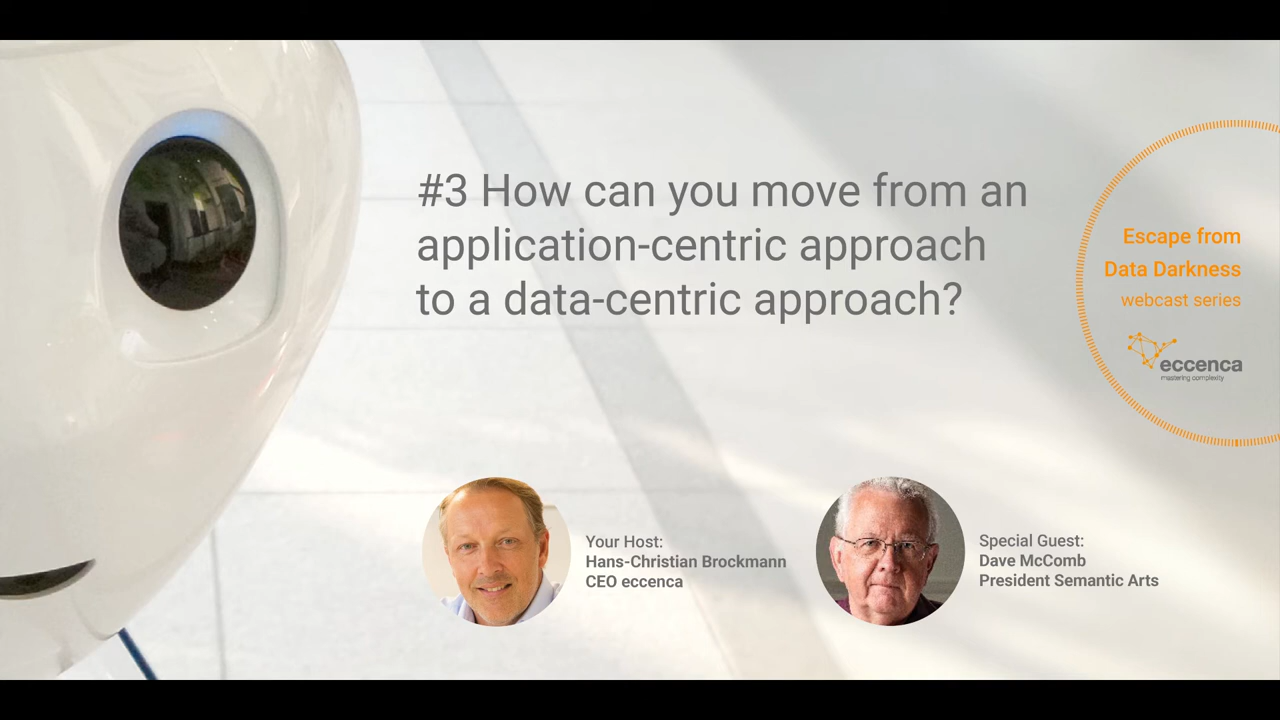 #3 How can you move from an
application-centric approach
to a data-centric approach?
Escape from
Data Darkness
webcast series
eccenca
mastering complexity
Your Host:
Hans-Christian Brockmann
CEO eccenca
Special Guest:
Dave McComb
President Semantic Arts